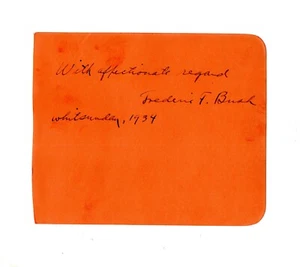 With affectionate regard
Frederic F. Bush
Whitsunday, 1934